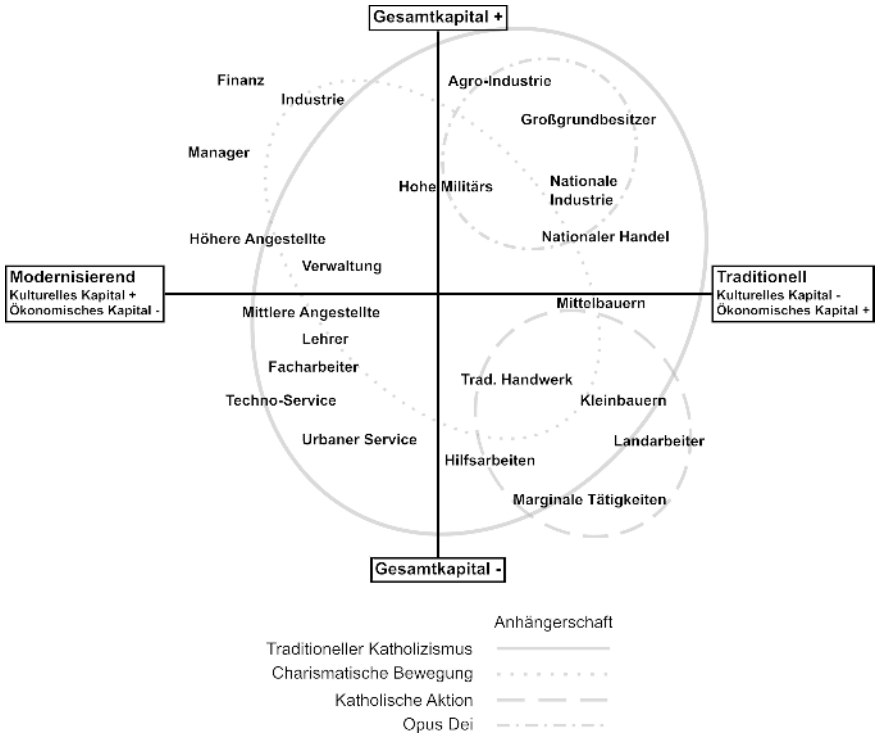 Gesamtkapital +
Finanz
Agro-Industrie
Industrie
Großgrundbesitzer
Manager
Hohe Militärs
Nationale
Industrie
Höhere Angestellte
Nationaler Handel
Verwaltung
Modernisierend
Kulturelles Kapital +
Ökonomisches Kapital -
Traditionell
Kulturelles Kapital -
Ökonomisches Kapital +
Mittelbauern
Mittlere Angestellte
Lehrer
Facharbeiter
Trad. Handwerk
Techno-Service
Kleinbauern
Urbaner Service
Landarbeiter
Hilfsarbeiten
Marginale Tätigkeiten
Gesamtkapital -
Anhängerschaft
Traditioneller Katholizismus
Charismatische Bewegung
Katholische Aktion
Opus Dei